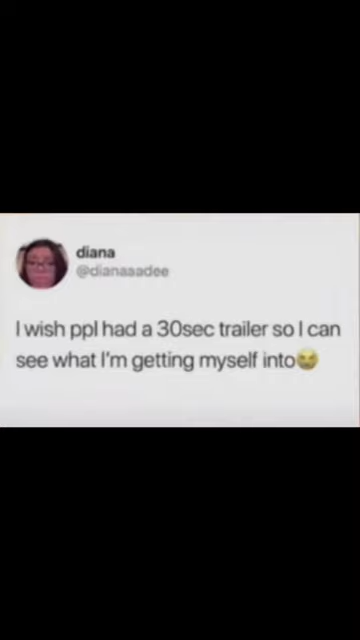 diana
@dianaaadee
I wish ppl had a 30sec trailer so I can
see what I'm getting myself into😆